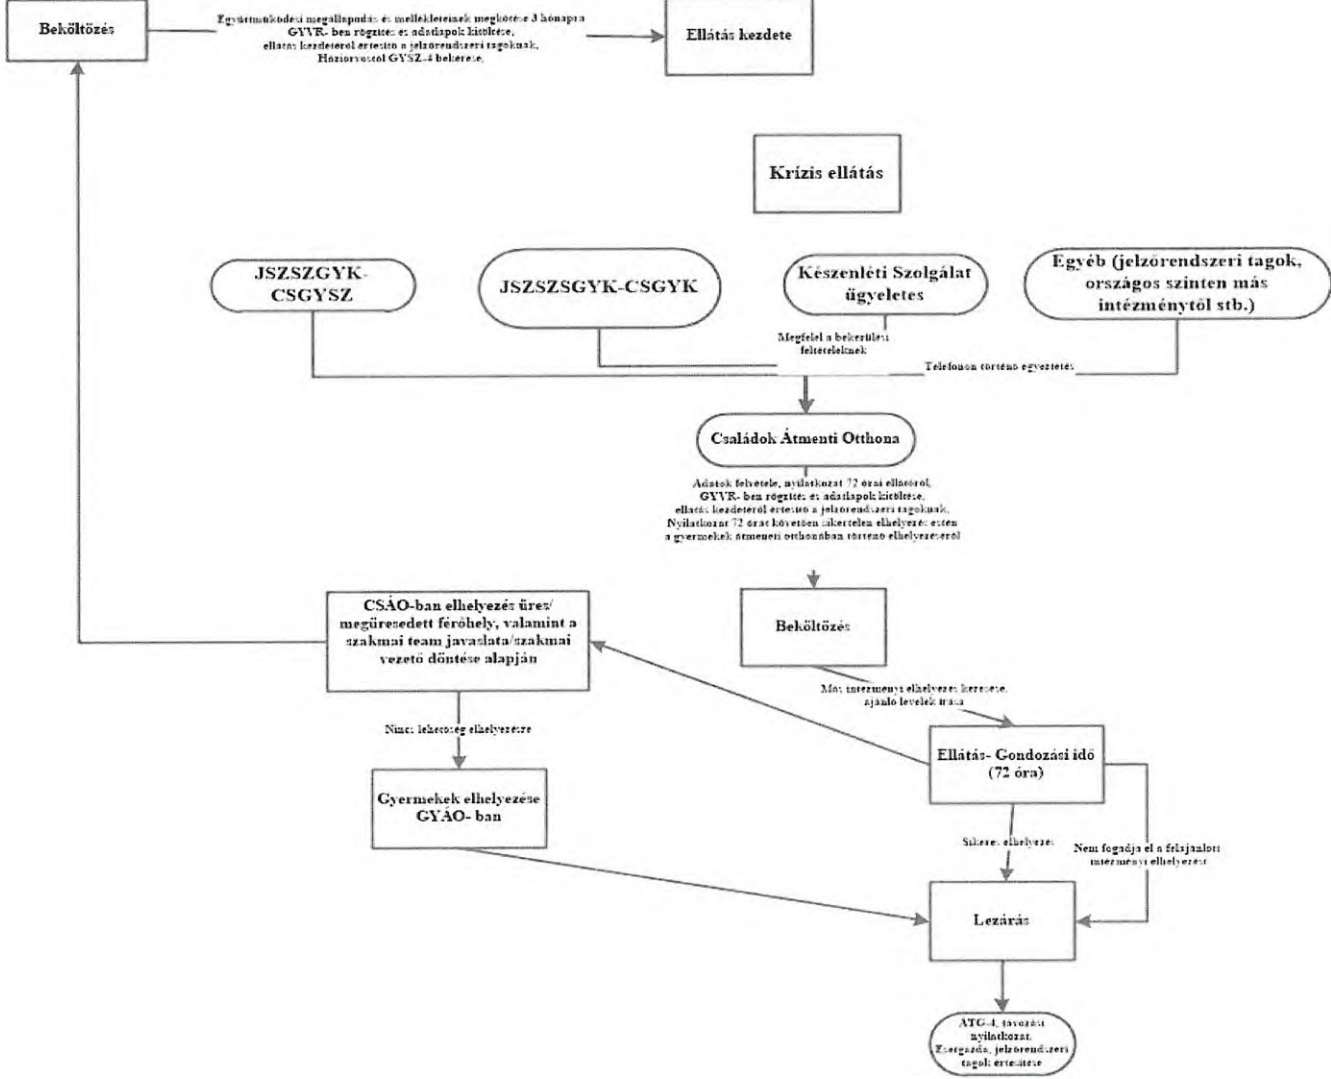 Beköltözés
Együttműködési megállapodás és mellékleteinek megkötése 3 hónapra
GYVR- ben rögzítés és adatlapok kitöltése,
ellátás kezdetéről értesítő a jelzőrendszeri tagoknak,
Háziorvostól GYSZ-4 bekérése,
Ellátás kezdete
Krízis ellátás
JSZSZGYK-
CSGYSZ
JSZSZSGYK-CSGYK
Készenléti Szolgálat
ügyeletes
Egyéb (jelzőrendszeri tagok,
országos szinten más
intézménytől stb.)
Megfelel a bekerülési
feltételeknek
Telefonon történő egyeztetés
Családok Átmenti Otthona
Adatok felvétele, nyilatkozat 72 órai ellátásról,
GYVR- ben rögzítés és adatlapok kitöltése,
ellátás kezdetéről értesítő a jelzőrendszeri tagoknak,
Nyilatkozat 72 órát követően sikertelen elhelyezés estén
a gyermekek átmeneti otthonában történő elhelyezéséről
CSÁO-ban elhelyezés üres/
megüresedett férőhely, valamint a
szakmai team javaslata/szakmai
vezető döntése alapján
Beköltözés
Más intézményi elhelyezés keresése,
ajánló levelek írása
Nincs lehetőség elhelyezésre
Ellátás- Gondozási idő
(72 óra)
Gyermekek elhelyezése
GYÁO- ban
Sikeres elhelyezés
Nem fogadja el a felajánlott
intézményi elhelyezést
Lezárás
ATG-4, távozási
nyilatkozat,
Esetgazda, jelzőrendszeri
tagok értesítése